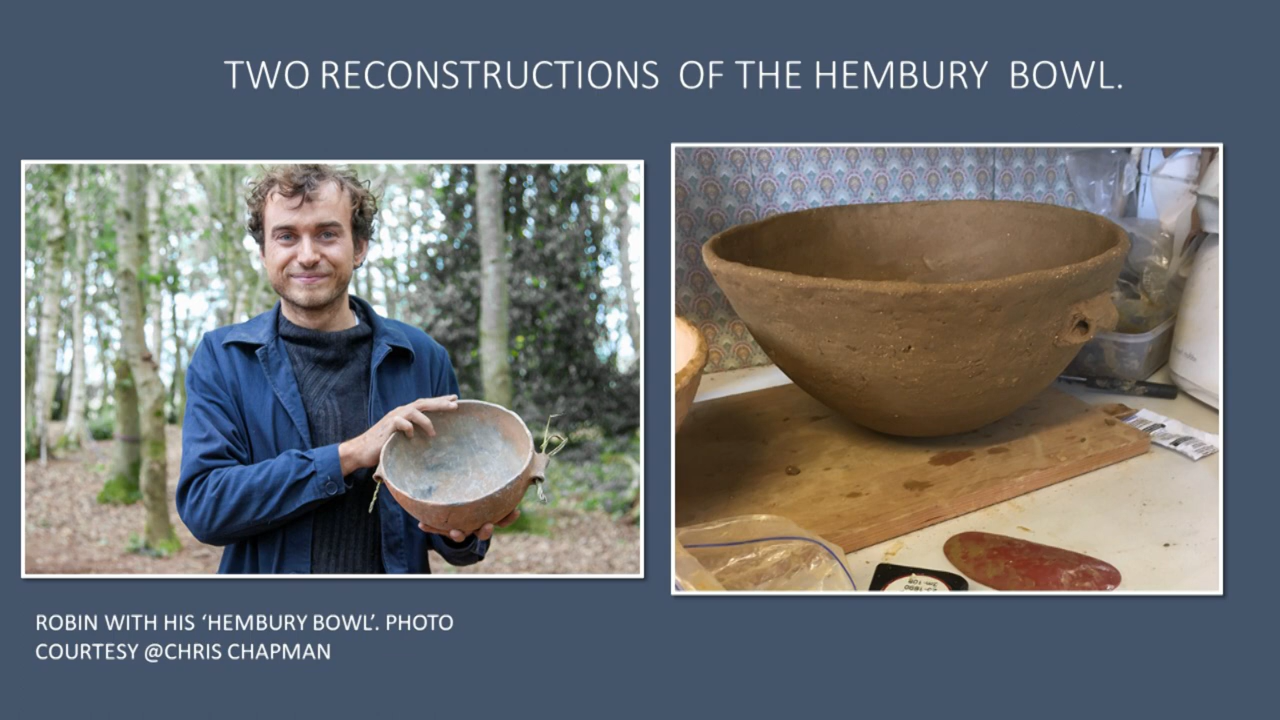 TWO RECONSTRUCTIONS OF THE HEMBURY BOWL.
ROBIN WITH HIS ‘HEMBURY BOWL’. PHOTO
COURTESY @CHRIS CHAPMAN